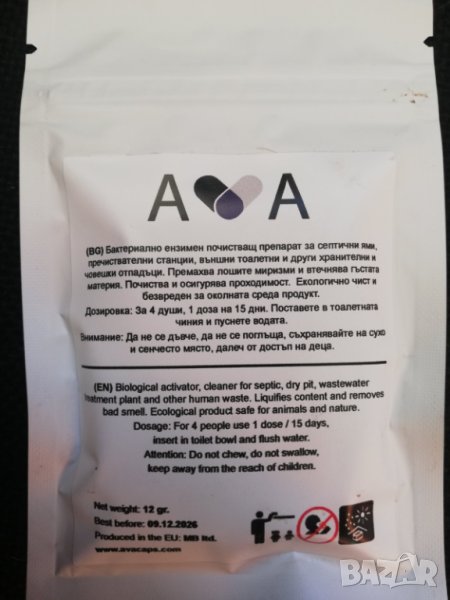 A A
(BG) Бактериално ензимен почистващ препарат за септични ями,
пречиствателни станции, външни тоалетни и други хранителни и
човешки отпадъци. Премахва лошите миризми и втечнява гъстата
материя. Почиства и осигурява проходимост. Екологично чист и
безвреден за околната среда продукт.
Дозировка: За 4 души, 1 доза на 15 дни. Поставете в тоалетната
чиния и пуснете водата.
Внимание: Да не се дъвче, да не се поглъща, съхранявайте на сухо
и сенчесто място, далеч от достъп на деца.
(EN) Biological activator, cleaner for septic, dry pit, wastewater
treatment plant and other human waste. Liquifies content and removes
bad smell. Ecological product safe for animals and nature.
Dosage: For 4 people use 1 dose / 15 days,
insert in toilet bowl and flush water.
Attention: Do not chew, do not swallow,
keep away from the reach of children.
Net weight: 12 gr.
Best before: 09.12.2026
Produced in the EU: MB ltd.
www.avacaps.com
BAZAR